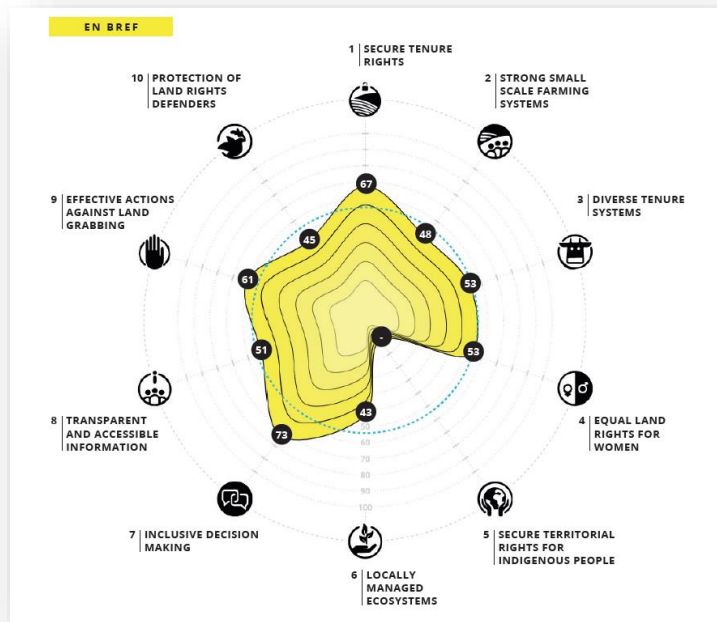 EN BREF
1 SECURE TENURE
RIGHTS
2 STRONG SMALL
SCALE FARMING
SYSTEMS
3 DIVERSE TENURE
SYSTEMS
4 EQUAL LAND
RIGHTS FOR
WOMEN
5 SECURE TERRITORIAL
RIGHTS FOR
INDIGENOUS PEOPLE
6 LOCALLY
MANAGED
ECOSYSTEMS
7 INCLUSIVE DECISION
MAKING
8 TRANSPARENT
AND ACCESSIBLE
INFORMATION
9 EFFECTIVE ACTIONS
AGAINST LAND
GRABBING
10 PROTECTION OF
LAND RIGHTS
DEFENDERS
67
48
53
53
-
43
73
51
61
45
60
70
80
90
100